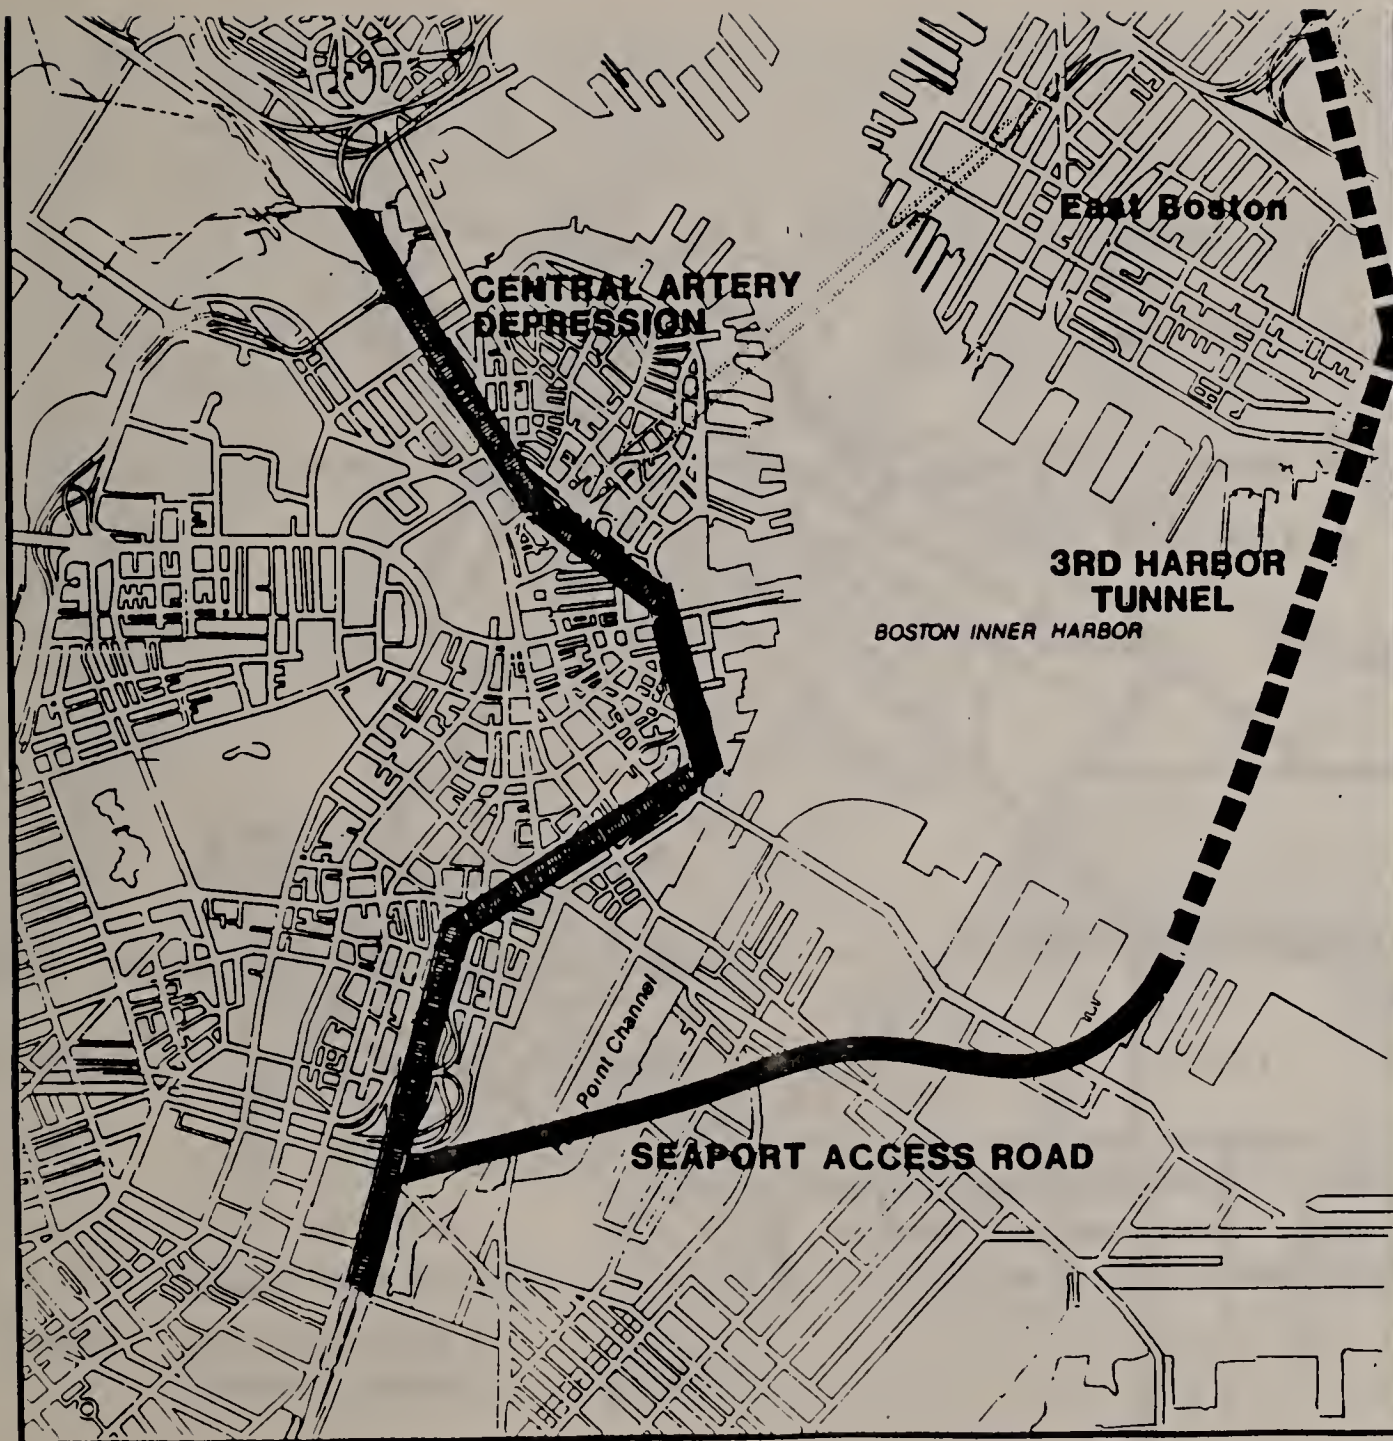 East Boston
CENTRAL ARTERY
DEPRESSION
3RD HARBOR
TUNNEL
BOSTON INNER HARBOR
Point Channel
SEAPORT ACCESS ROAD